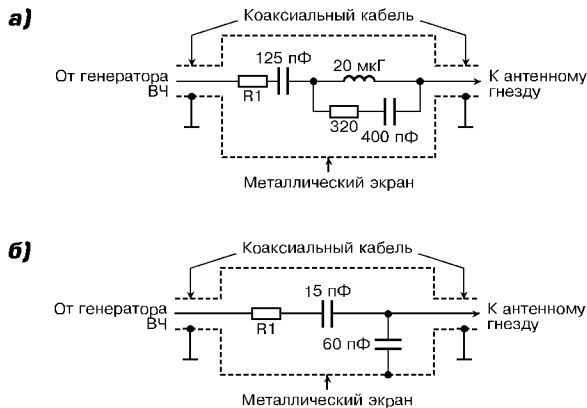 а)
Коаксиальный кабель
125 пФ
20 мкГ
От генератора
ВЧ
R1
320
400 пФ
К антенному
гнезду
Металлический экран
б)
Коаксиальный кабель
15 пФ
От генератора
ВЧ
R1
60 пФ
К антенному
гнезду
Металлический экран